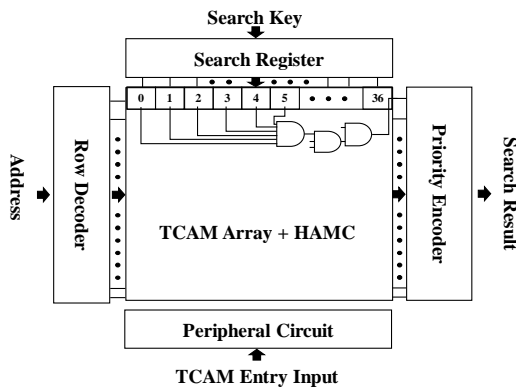 Search Key
Search Register
0 1 2 3 4 5 36
Address
Row Decoder
TCAM Array + HAMC
Priority Encoder
Search Result
Peripheral Circuit
TCAM Entry Input